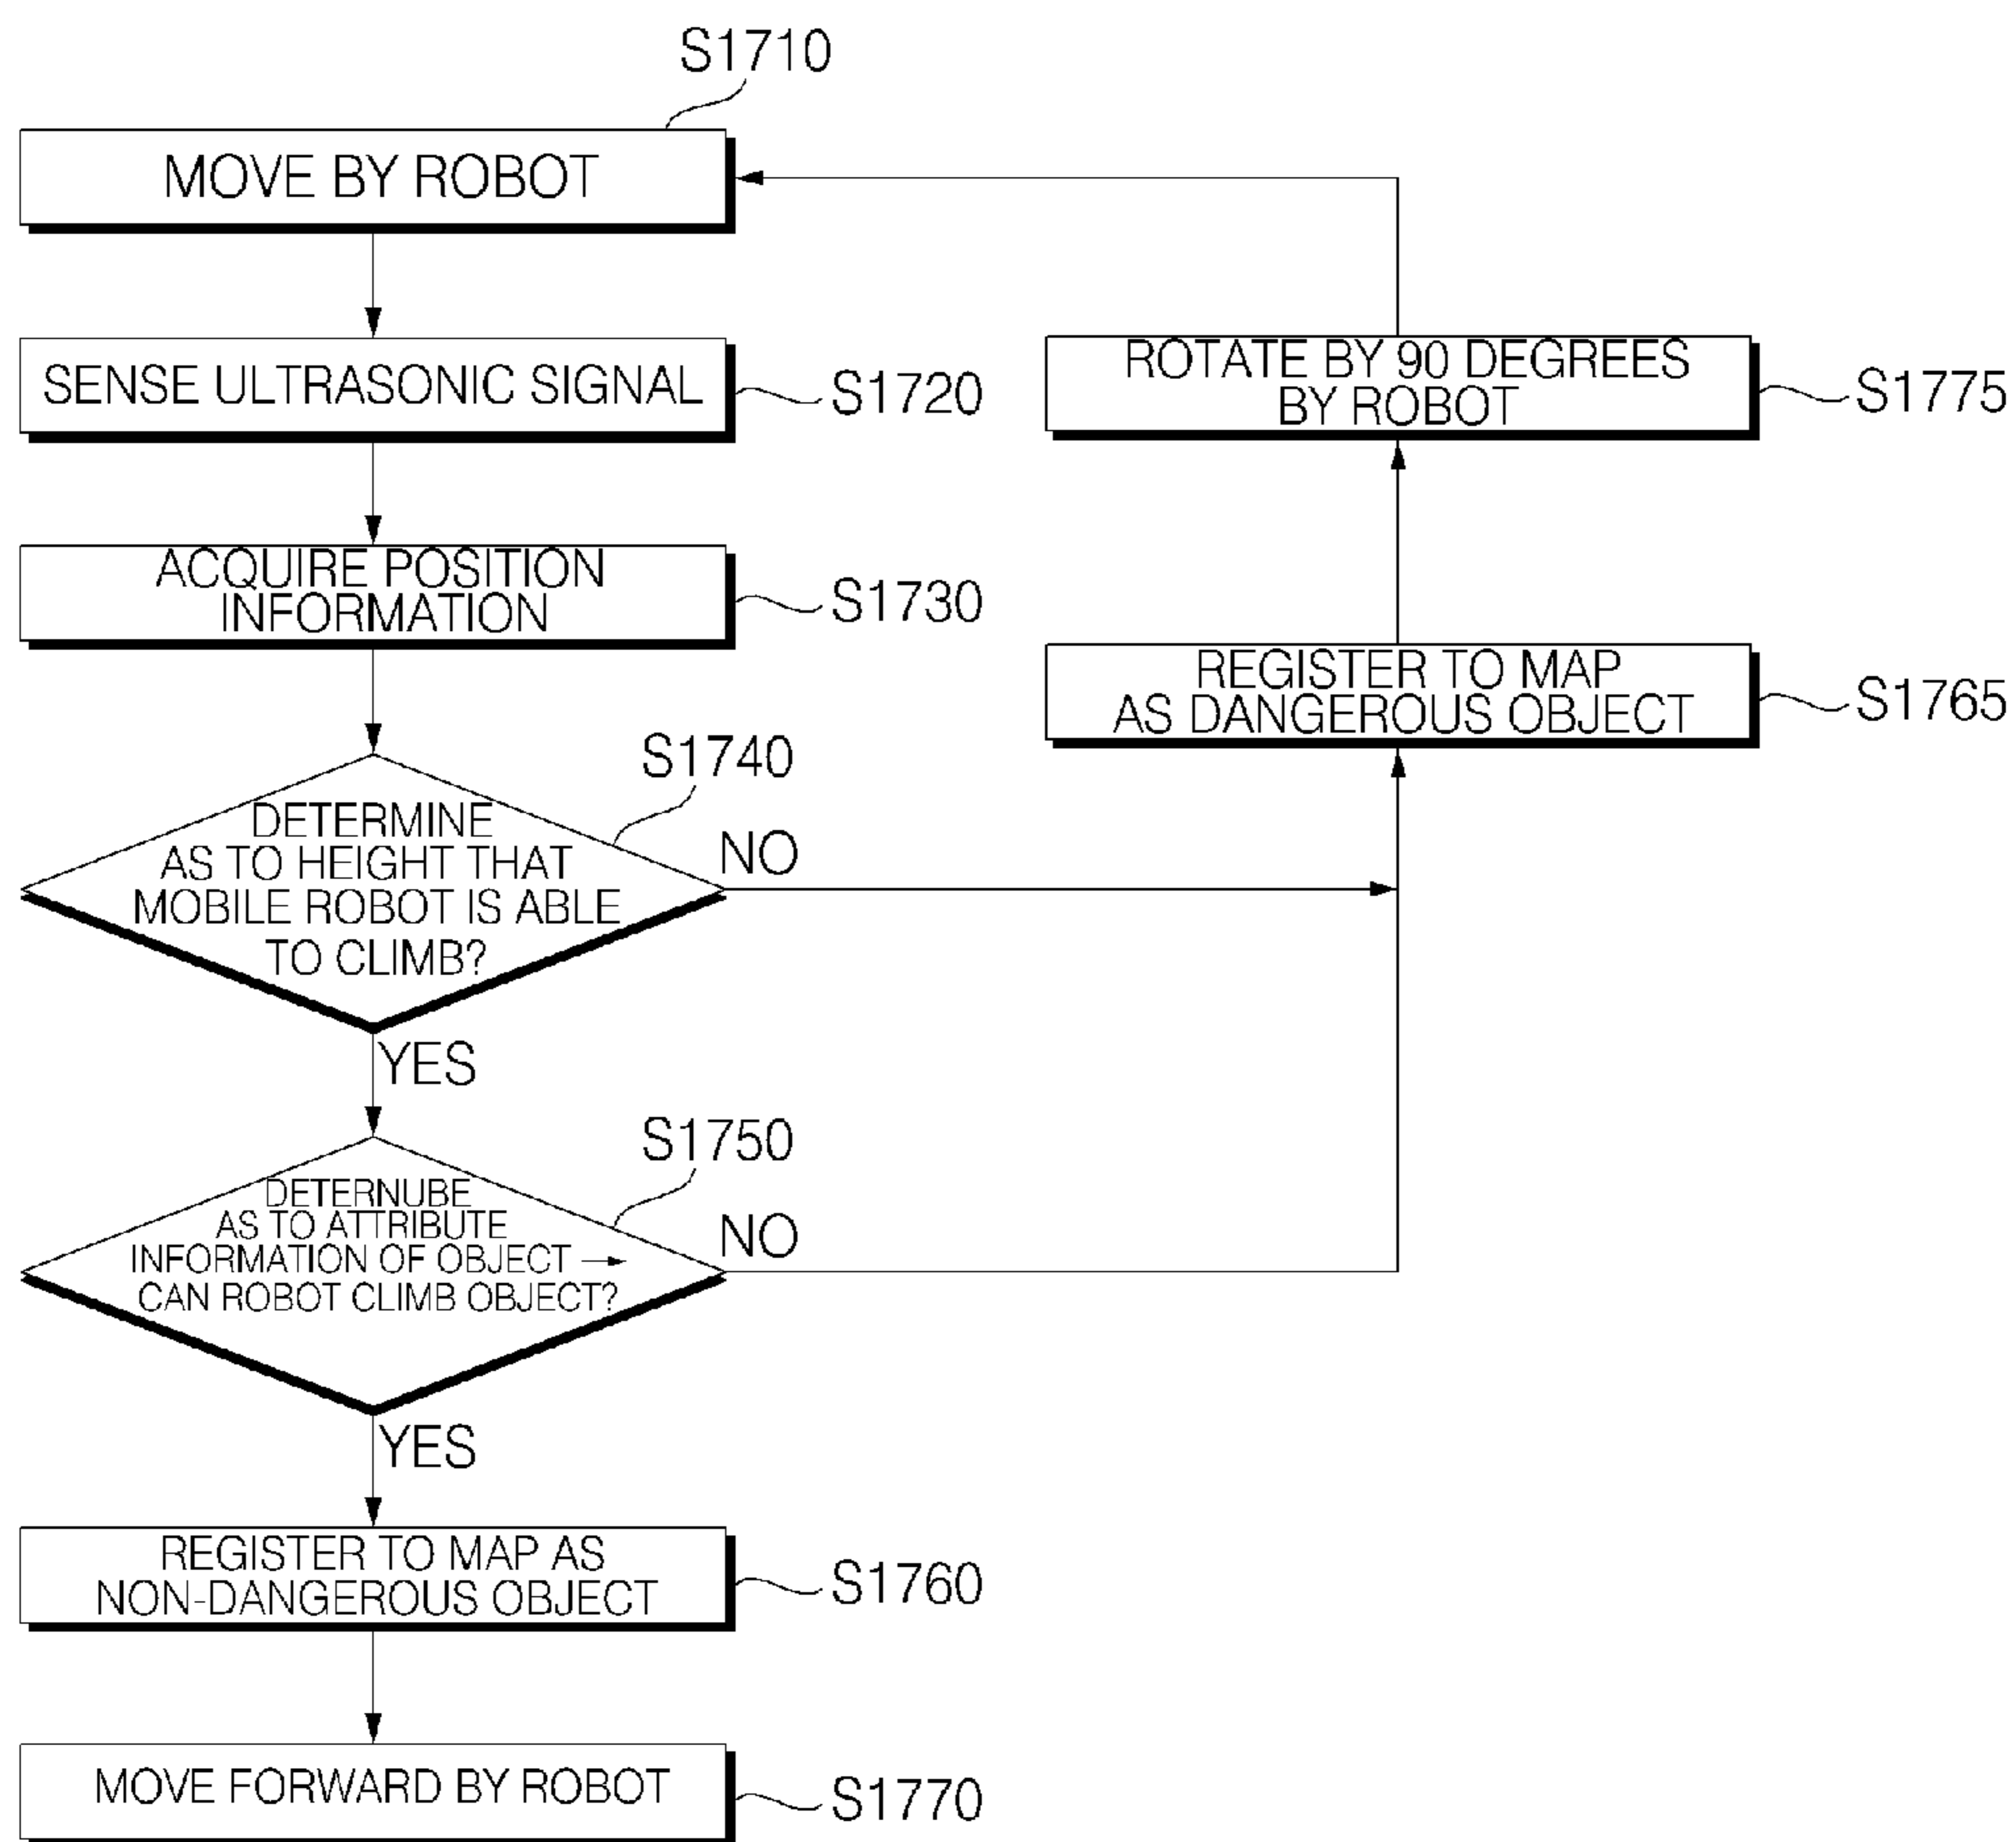 S1710
MOVE BY ROBOT
SENSE ULTRASONIC SIGNAL
S1720
ROTATE BY 90 DEGREES
BY ROBOT
S1775
ACQUIRE POSITION
INFORMATION
S1730
REGISTER TO MAP
AS DANGEROUS OBJECT
S1765
S1740
DETERMINE
AS TO HEIGHT THAT
MOBILE ROBOT IS ABLE
TO CLIMB?
NO
YES
S1750
DETERNUBE
AS TO ATTRIBUTE
INFORMATION OF OBJECT →
CAN ROBOT CLIMB OBJECT?
NO
YES
REGISTER TO MAP AS
NON-DANGEROUS OBJECT
S1760
MOVE FORWARD BY ROBOT
S1770